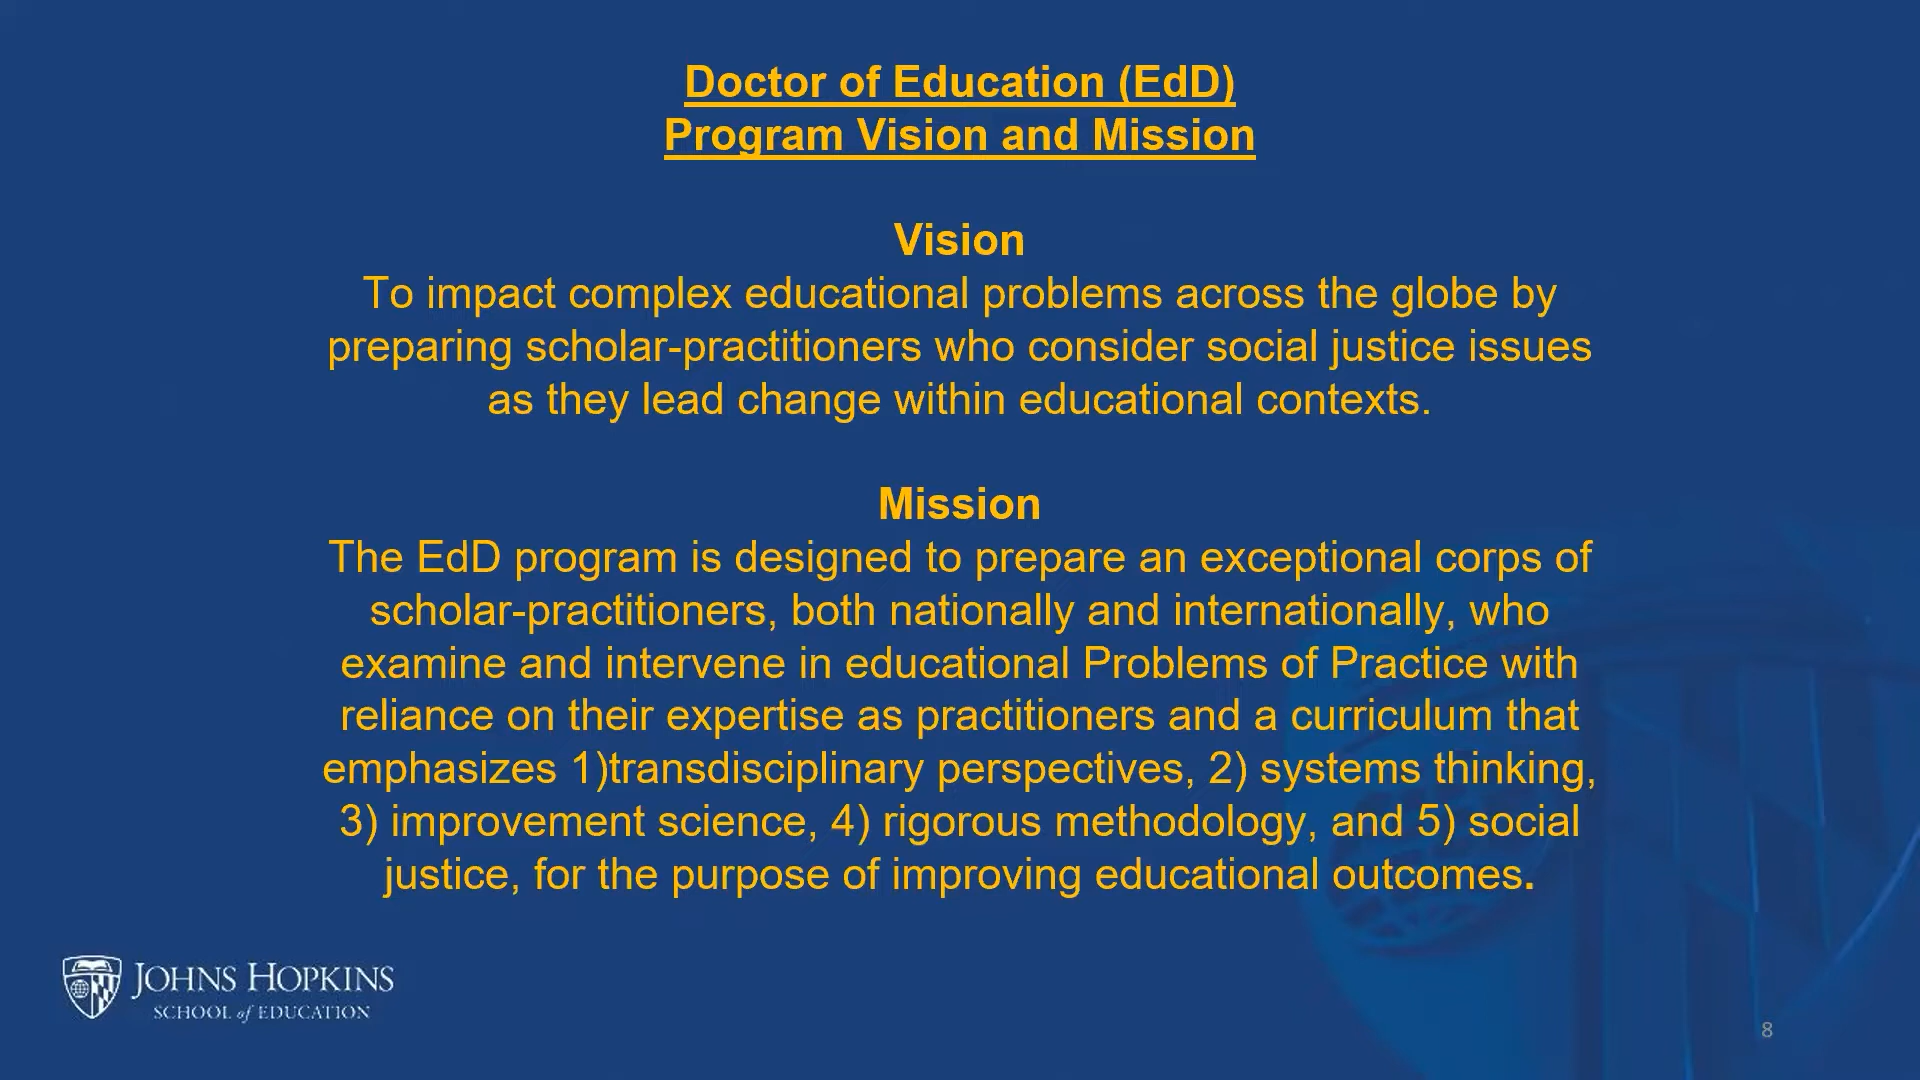 Doctor of Education (EdD)
Program Vision and Mission
Vision
To impact complex educational problems across the globe by
preparing scholar-practitioners who consider social justice issues
as they lead change within educational contexts.
Mission
The EdD program is designed to prepare an exceptional corps of
scholar-practitioners, both nationally and internationally, who
examine and intervene in educational Problems of Practice with
reliance on their expertise as practitioners and a curriculum that
emphasizes 1)transdisciplinary perspectives, 2) systems thinking,
3) improvement science, 4) rigorous methodology, and 5) social
justice, for the purpose of improving educational outcomes.
JOHNS HOPKINS
SCHOOL of EDUCATION
8